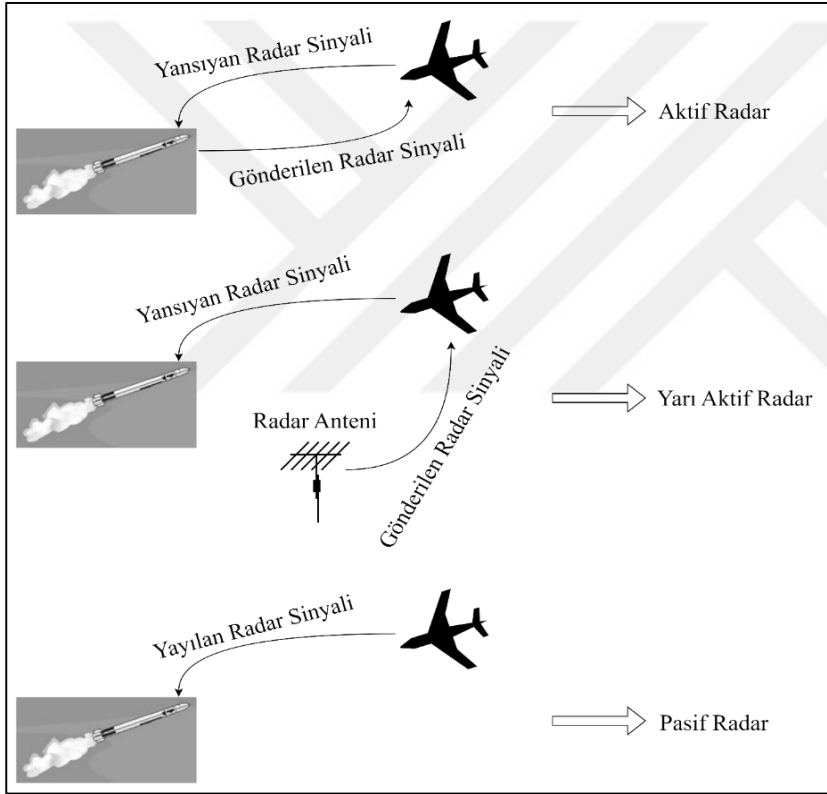 Yansıyan Radar Sinyali
Gönderilen Radar Sinyali
Aktif Radar
Yansıyan Radar Sinyali
Gönderilen Radar Sinyali
Radar Anteni
Yarı Aktif Radar
Yayılan Radar Sinyali
Pasif Radar